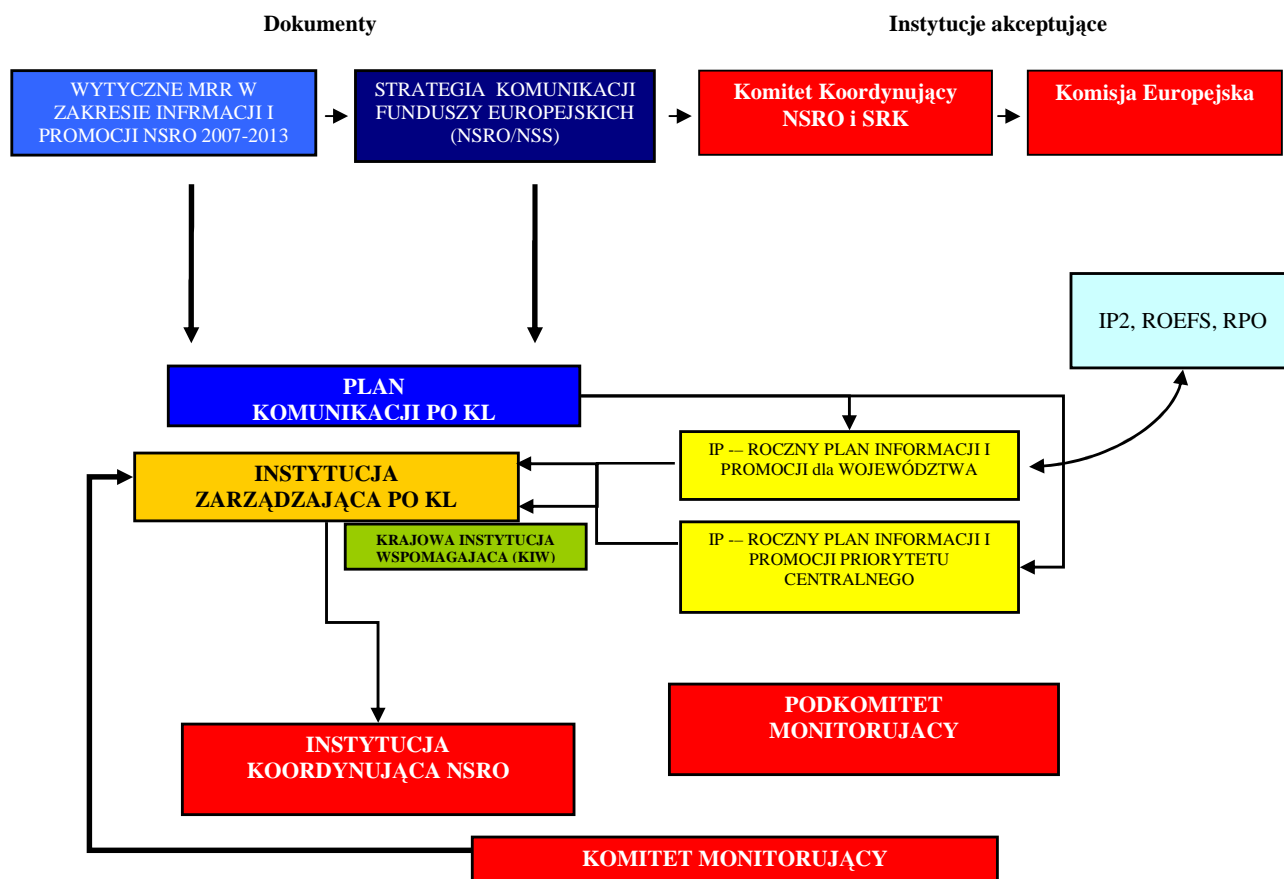 Dokumenty
Instytucje akceptujące
WYTYCZNE MRR W
ZAKRESIE INFRMACJI I
PROMOCJI NSRO 2007-2013
STRATEGIA KOMUNIKACJI
FUNDUSZY EUROPEJSKICH
(NSRO/NSS)
Komitet Koordynujący
NSRO i SRK
Komisja Europejska
IP2, ROEFS, RPO
PLAN
KOMUNIKACJI PO KL
IP -– ROCZNY PLAN INFORMACJI I
PROMOCJI dla WOJEWÓDZTWA
INSTYTUCJA
ZARZĄDZAJĄCA PO KL
KRAJOWA INSTYTUCJA
WSPOMAGAJACA (KIW)
IP -– ROCZNY PLAN INFORMACJI I
PROMOCJI PRIORYTETU
CENTRALNEGO
PODKOMITET
MONITORUJACY
INSTYTUCJA
KOORDYNUJĄCA NSRO
KOMITET MONITORUJĄCY